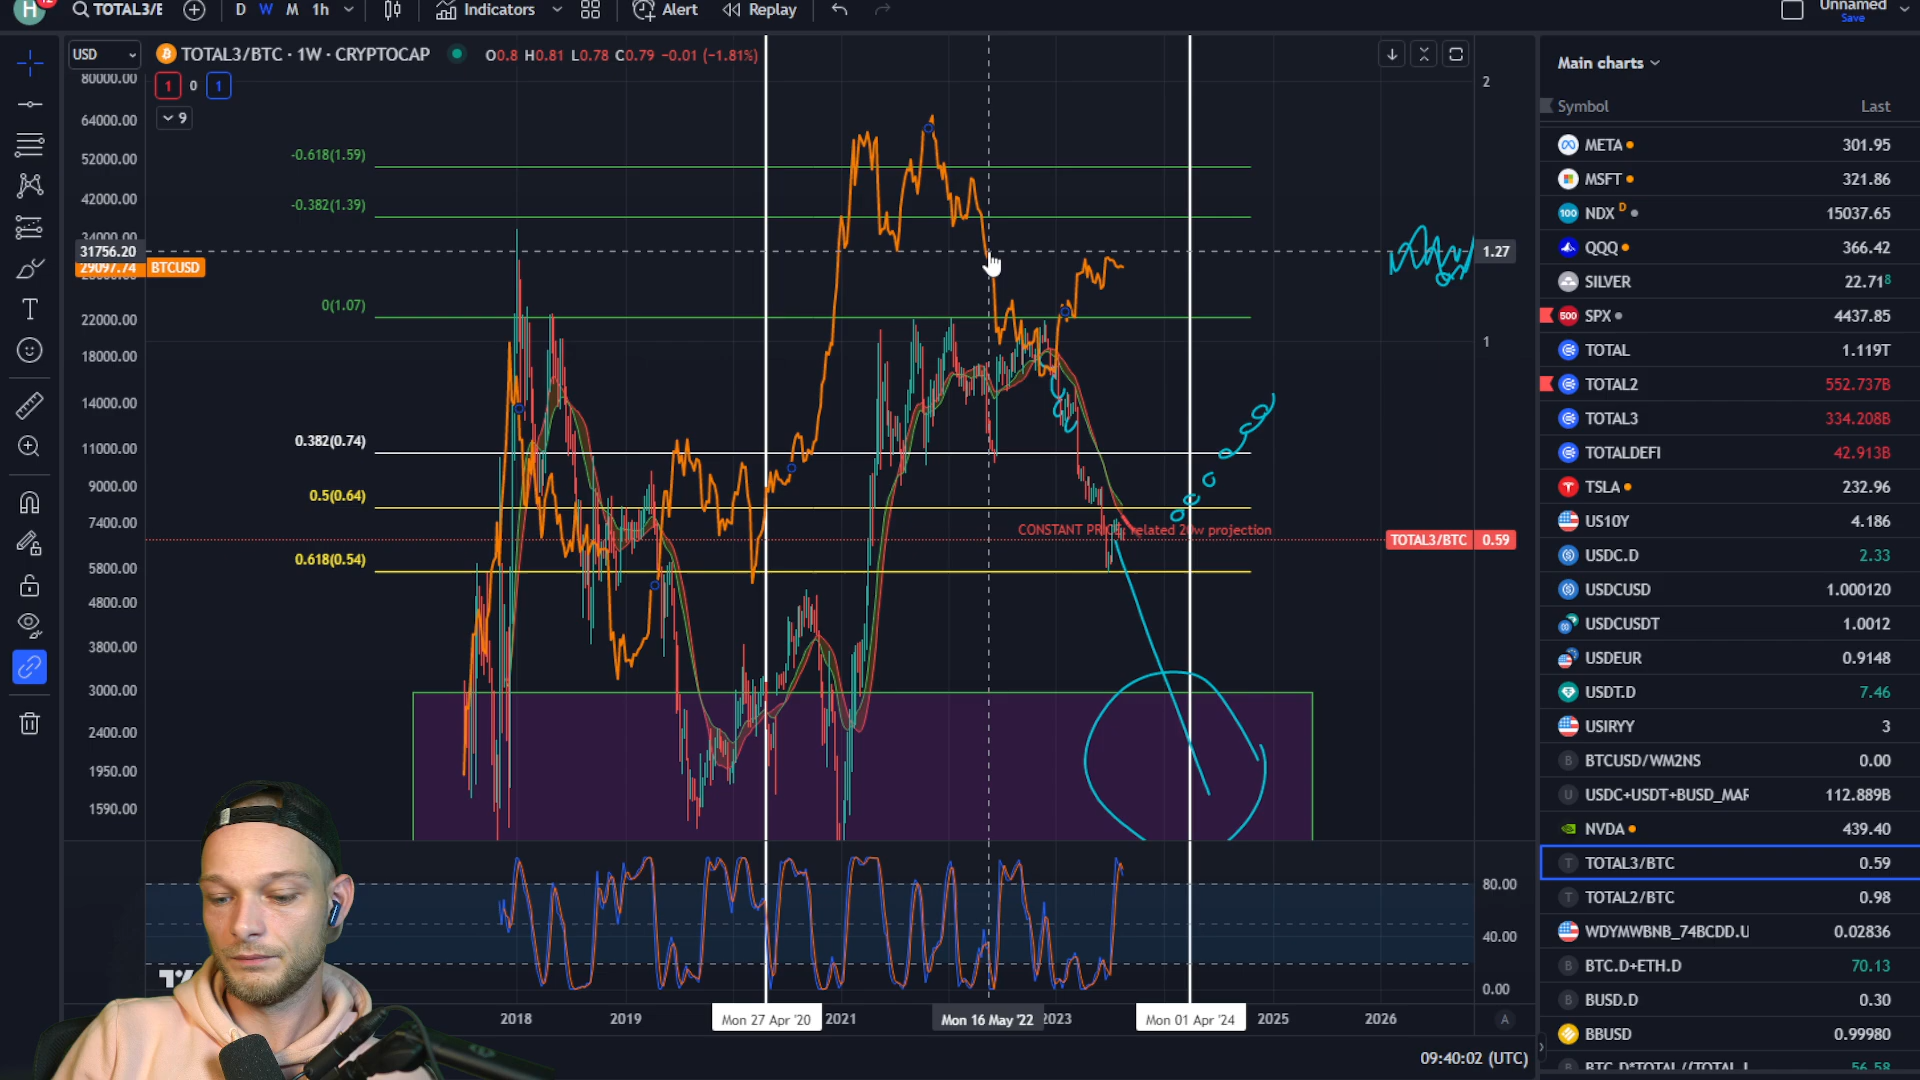 H
TOTAL3/E
D W M 1h
Indicators
Alert
Replay
Unnamed
Save
USD
TOTAL3/BTC · 1W · CRYPTOCAP
O0.8 H0.81 L0.78 C0.79 −0.01 (−1.81%)
1 0 1
9
80000.00
64000.00
52000.00
42000.00
34000.00
31756.20
29097.74 BTCUSD
22000.00
18000.00
14000.00
11000.00
9000.00
7400.00
5800.00
4800.00
3800.00
3000.00
2400.00
1950.00
1590.00
-0.618(1.59)
-0.382(1.39)
0(1.07)
0.382(0.74)
0.5(0.64)
0.618(0.54)
related 20w projection
2
1.27
1
TOTAL3/BTC 0.59
80.00
40.00
0.00
2018
2019
Mon 27 Apr '20
2021
Mon 16 May '22
2023
Mon 01 Apr '24
2025
2026
A
09:40:02 (UTC)
Main charts
Symbol Last
META 301.95
MSFT 321.86
100 NDX D 15037.65
QQQ 366.42
SILVER 22.718
500 SPX 4437.85
TOTAL 1.119T
TOTAL2 552.737B
TOTAL3 334.208B
TOTALDEFI 42.913B
TSLA 232.96
US10Y 4.186
USDC.D 2.33
USDCUSD 1.000120
USDCUSDT 1.0012
USDEUR 0.9148
USDT.D 7.46
USIRYY 3
B BTCUSD/WM2NS 0.00
U USDC+USDT+BUSD_MAR 112.889B
NVDA 439.40
T TOTAL3/BTC 0.59
T TOTAL2/BTC 0.98
WDYMWBNB_74BCDD.U 0.02836
B BTC.D+ETH.D 70.13
B BUSD.D 0.30
BBUSD 0.99980
56.58